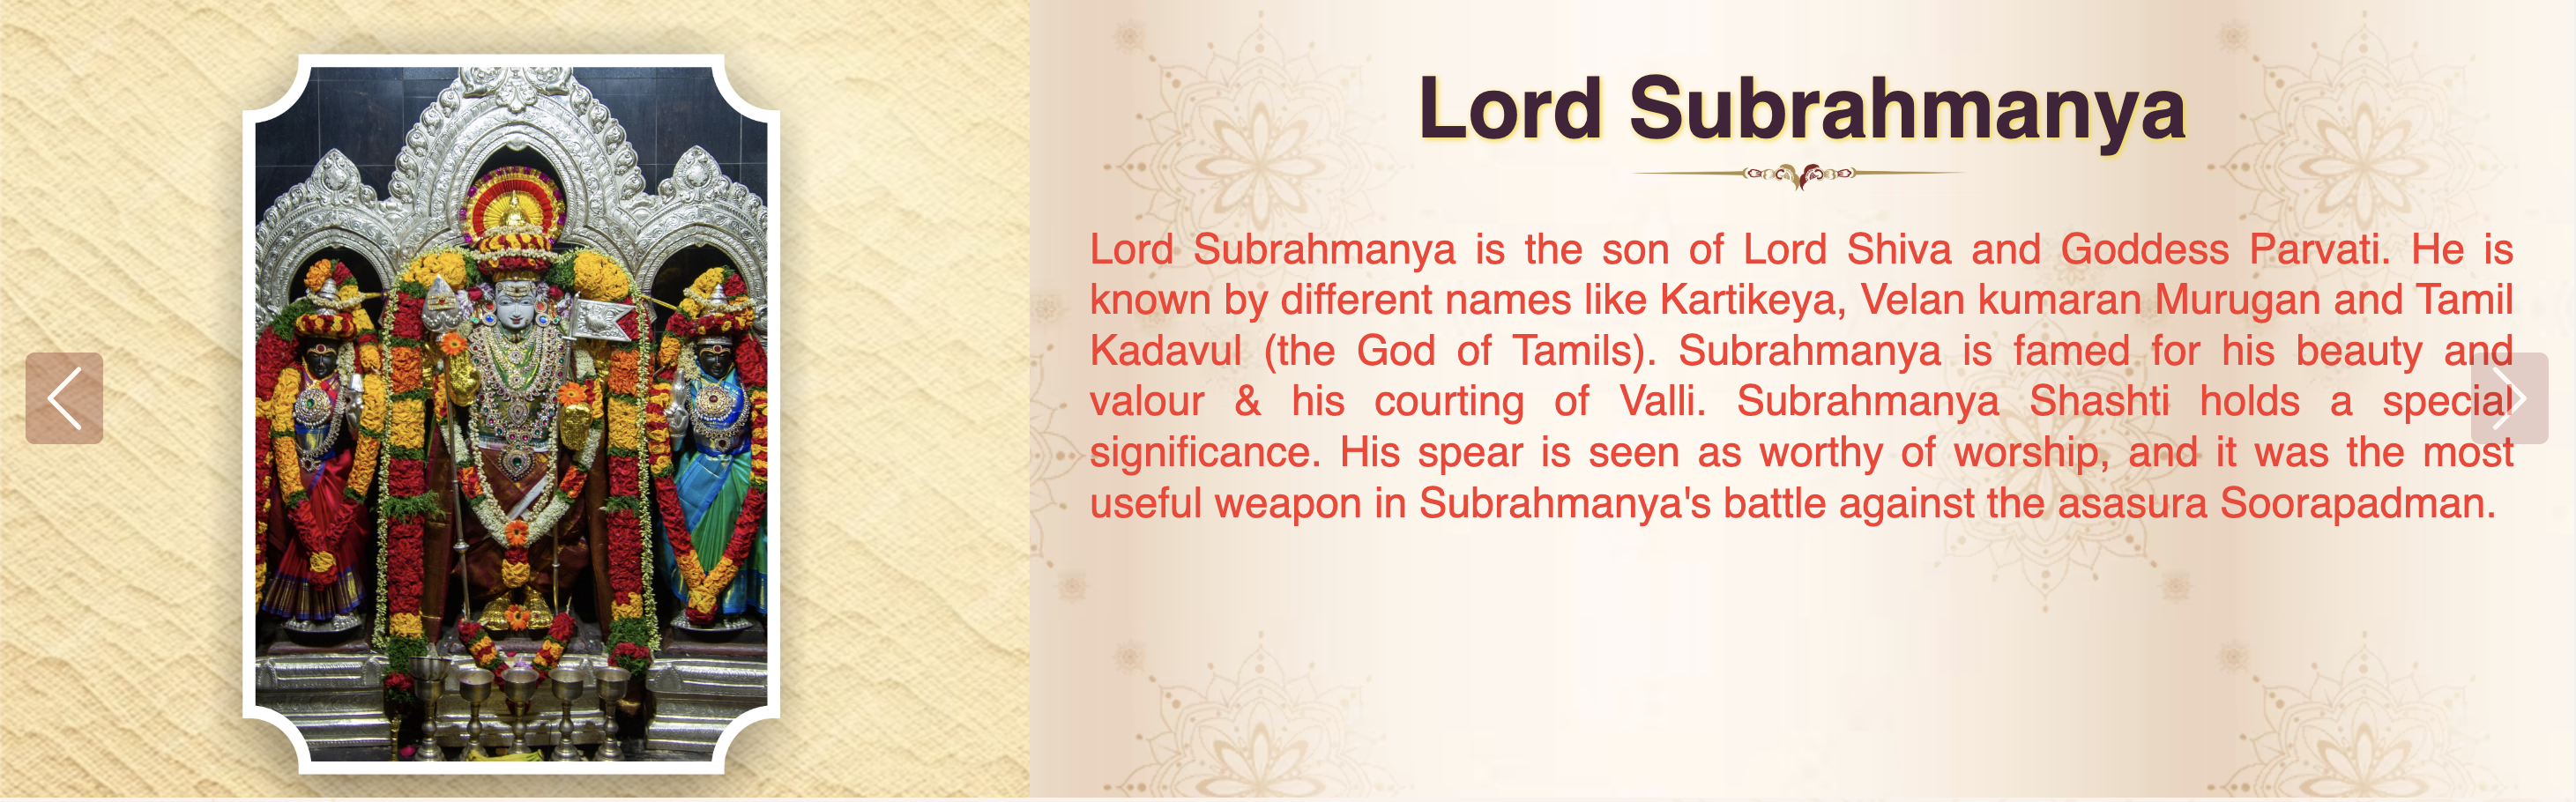 Lord Subrahmanya
Lord Subrahmanya is the son of Lord Shiva and Goddess Parvati. He is
known by different names like Kartikeya, Velan kumaran Murugan and Tamil
Kadavul (the God of Tamils). Subrahmanya is famed for his beauty and
valour & his courting of Valli. Subrahmanya Shashti holds a special
significance. His spear is seen as worthy of worship, and it was the most
useful weapon in Subrahmanya's battle against the asasura Soorapadman.